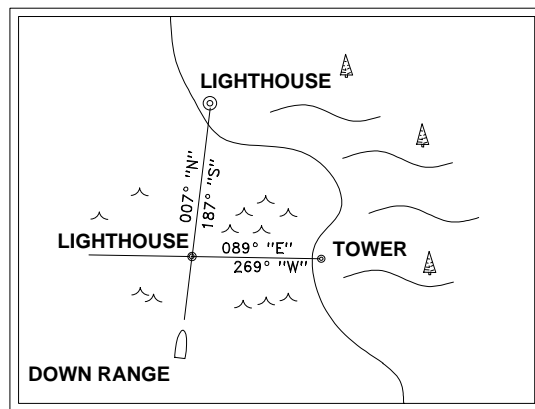 LIGHTHOUSE
007° "N"
187° "S"
LIGHTHOUSE
089° "E"
269° "W"
TOWER
DOWN RANGE